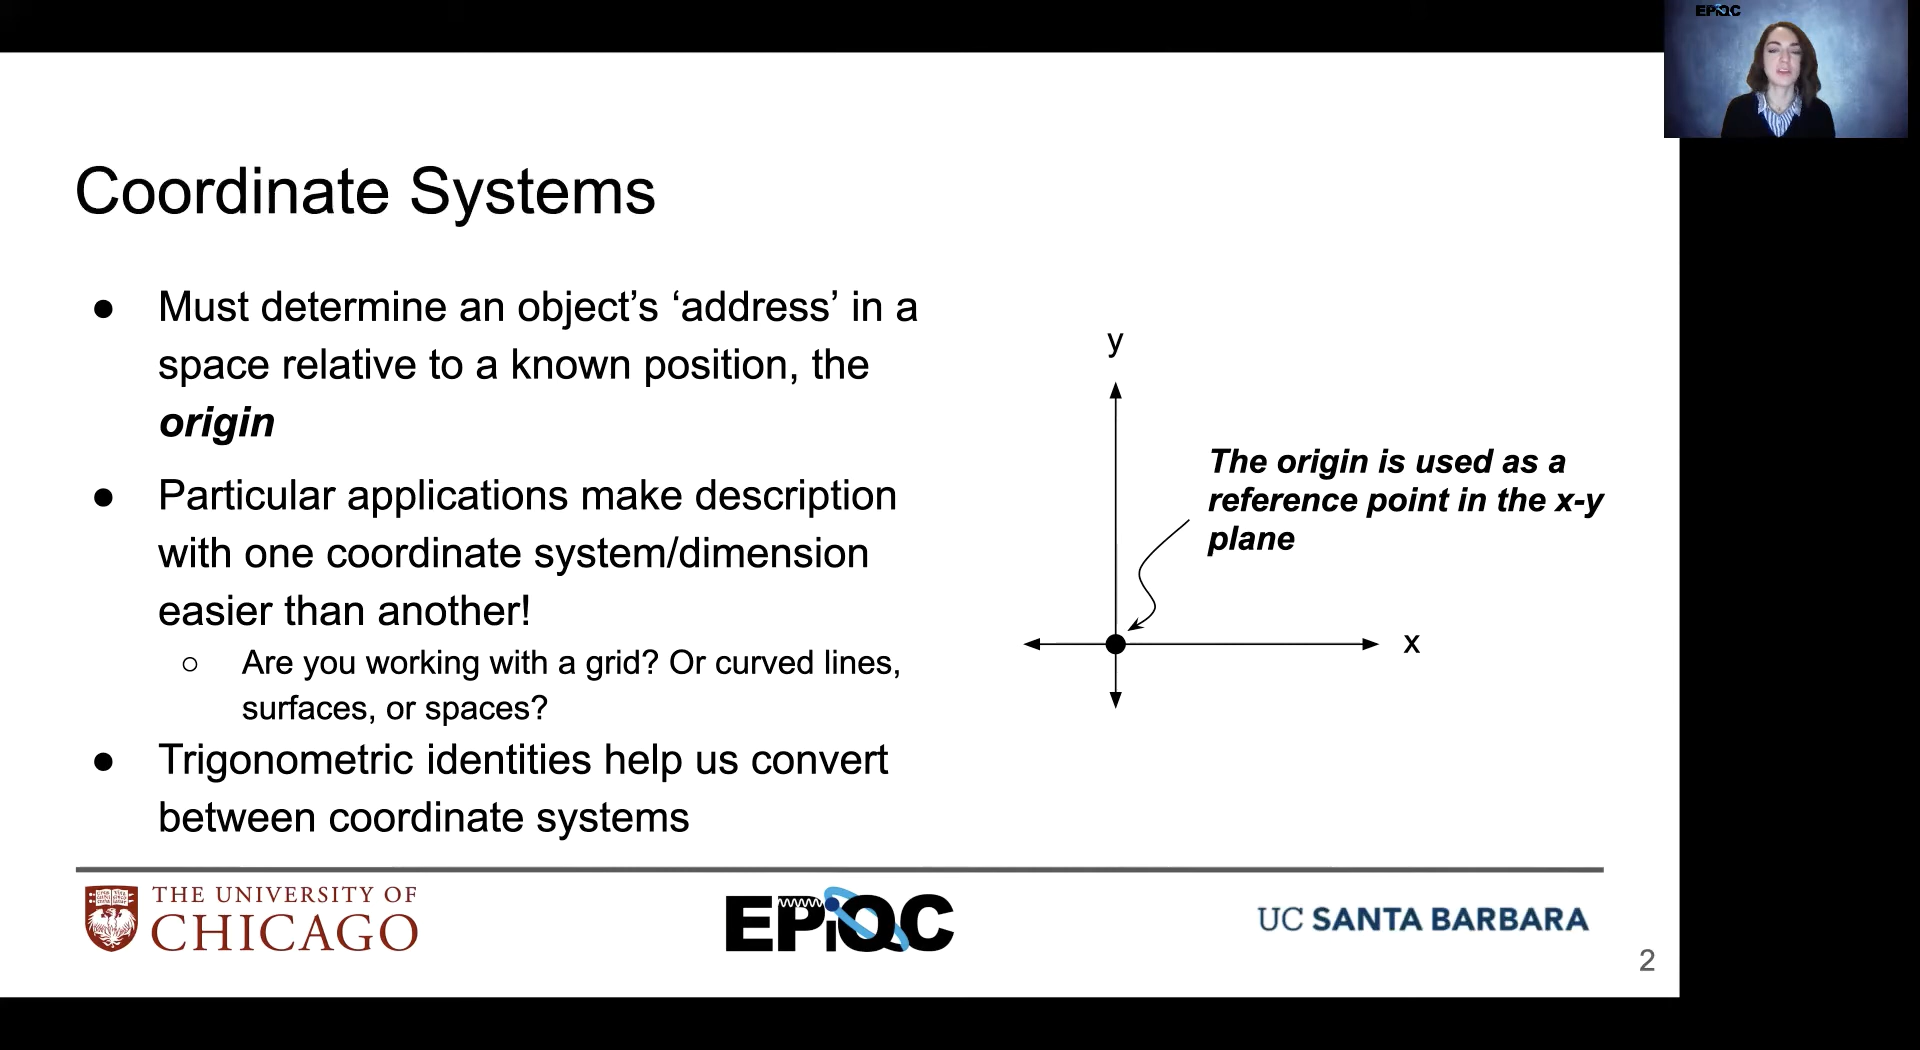 EPiQC
Coordinate Systems
● Must determine an object’s ‘address’ in a
space relative to a known position, the
origin
● Particular applications make description
with one coordinate system/dimension
easier than another!
○ Are you working with a grid? Or curved lines,
surfaces, or spaces?
● Trigonometric identities help us convert
between coordinate systems
y
The origin is used as a
reference point in the x-y
plane
x
THE UNIVERSITY OF
CHICAGO
EPiQC
UC SANTA BARBARA
2